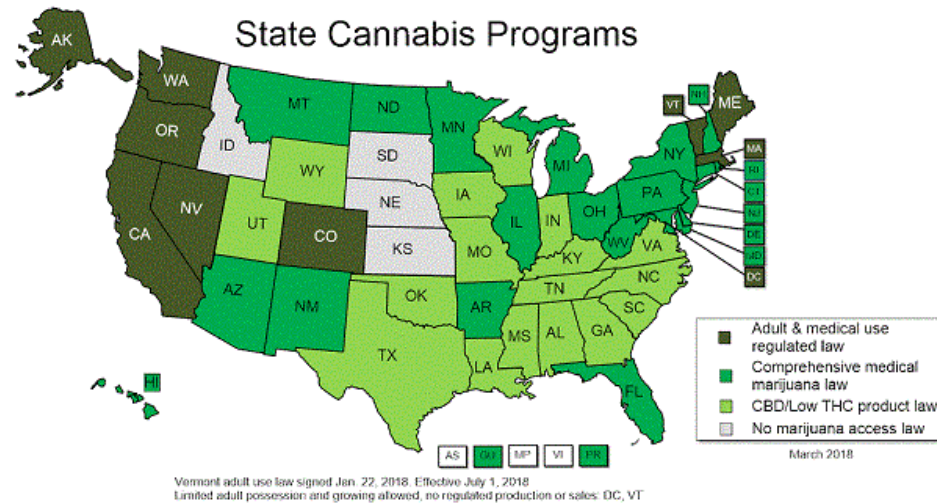 State Cannabis Programs
AK
WA
OR
CA
NV
ID
MT
WY
UT
CO
AZ
NM
ND
SD
NE
KS
OK
TX
MN
IA
MO
AR
LA
WI
IL
MI
IN
OH
KY
TN
MS
AL
GA
FL
SC
NC
VA
WV
PA
NY
VT
NH
ME
MA
RI
CT
NJ
DE
MD
DC
HI
Adult & medical use
regulated law
Comprehensive medical
marijuana law
CBD/Low THC product law
No marijuana access law
March 2018
AS
GU
MP
VI
PR
Vermont adult use law signed Jan. 22, 2018. Effective July 1, 2018
Limited adult possession and growing allowed, no regulated production or sales: DC, VT